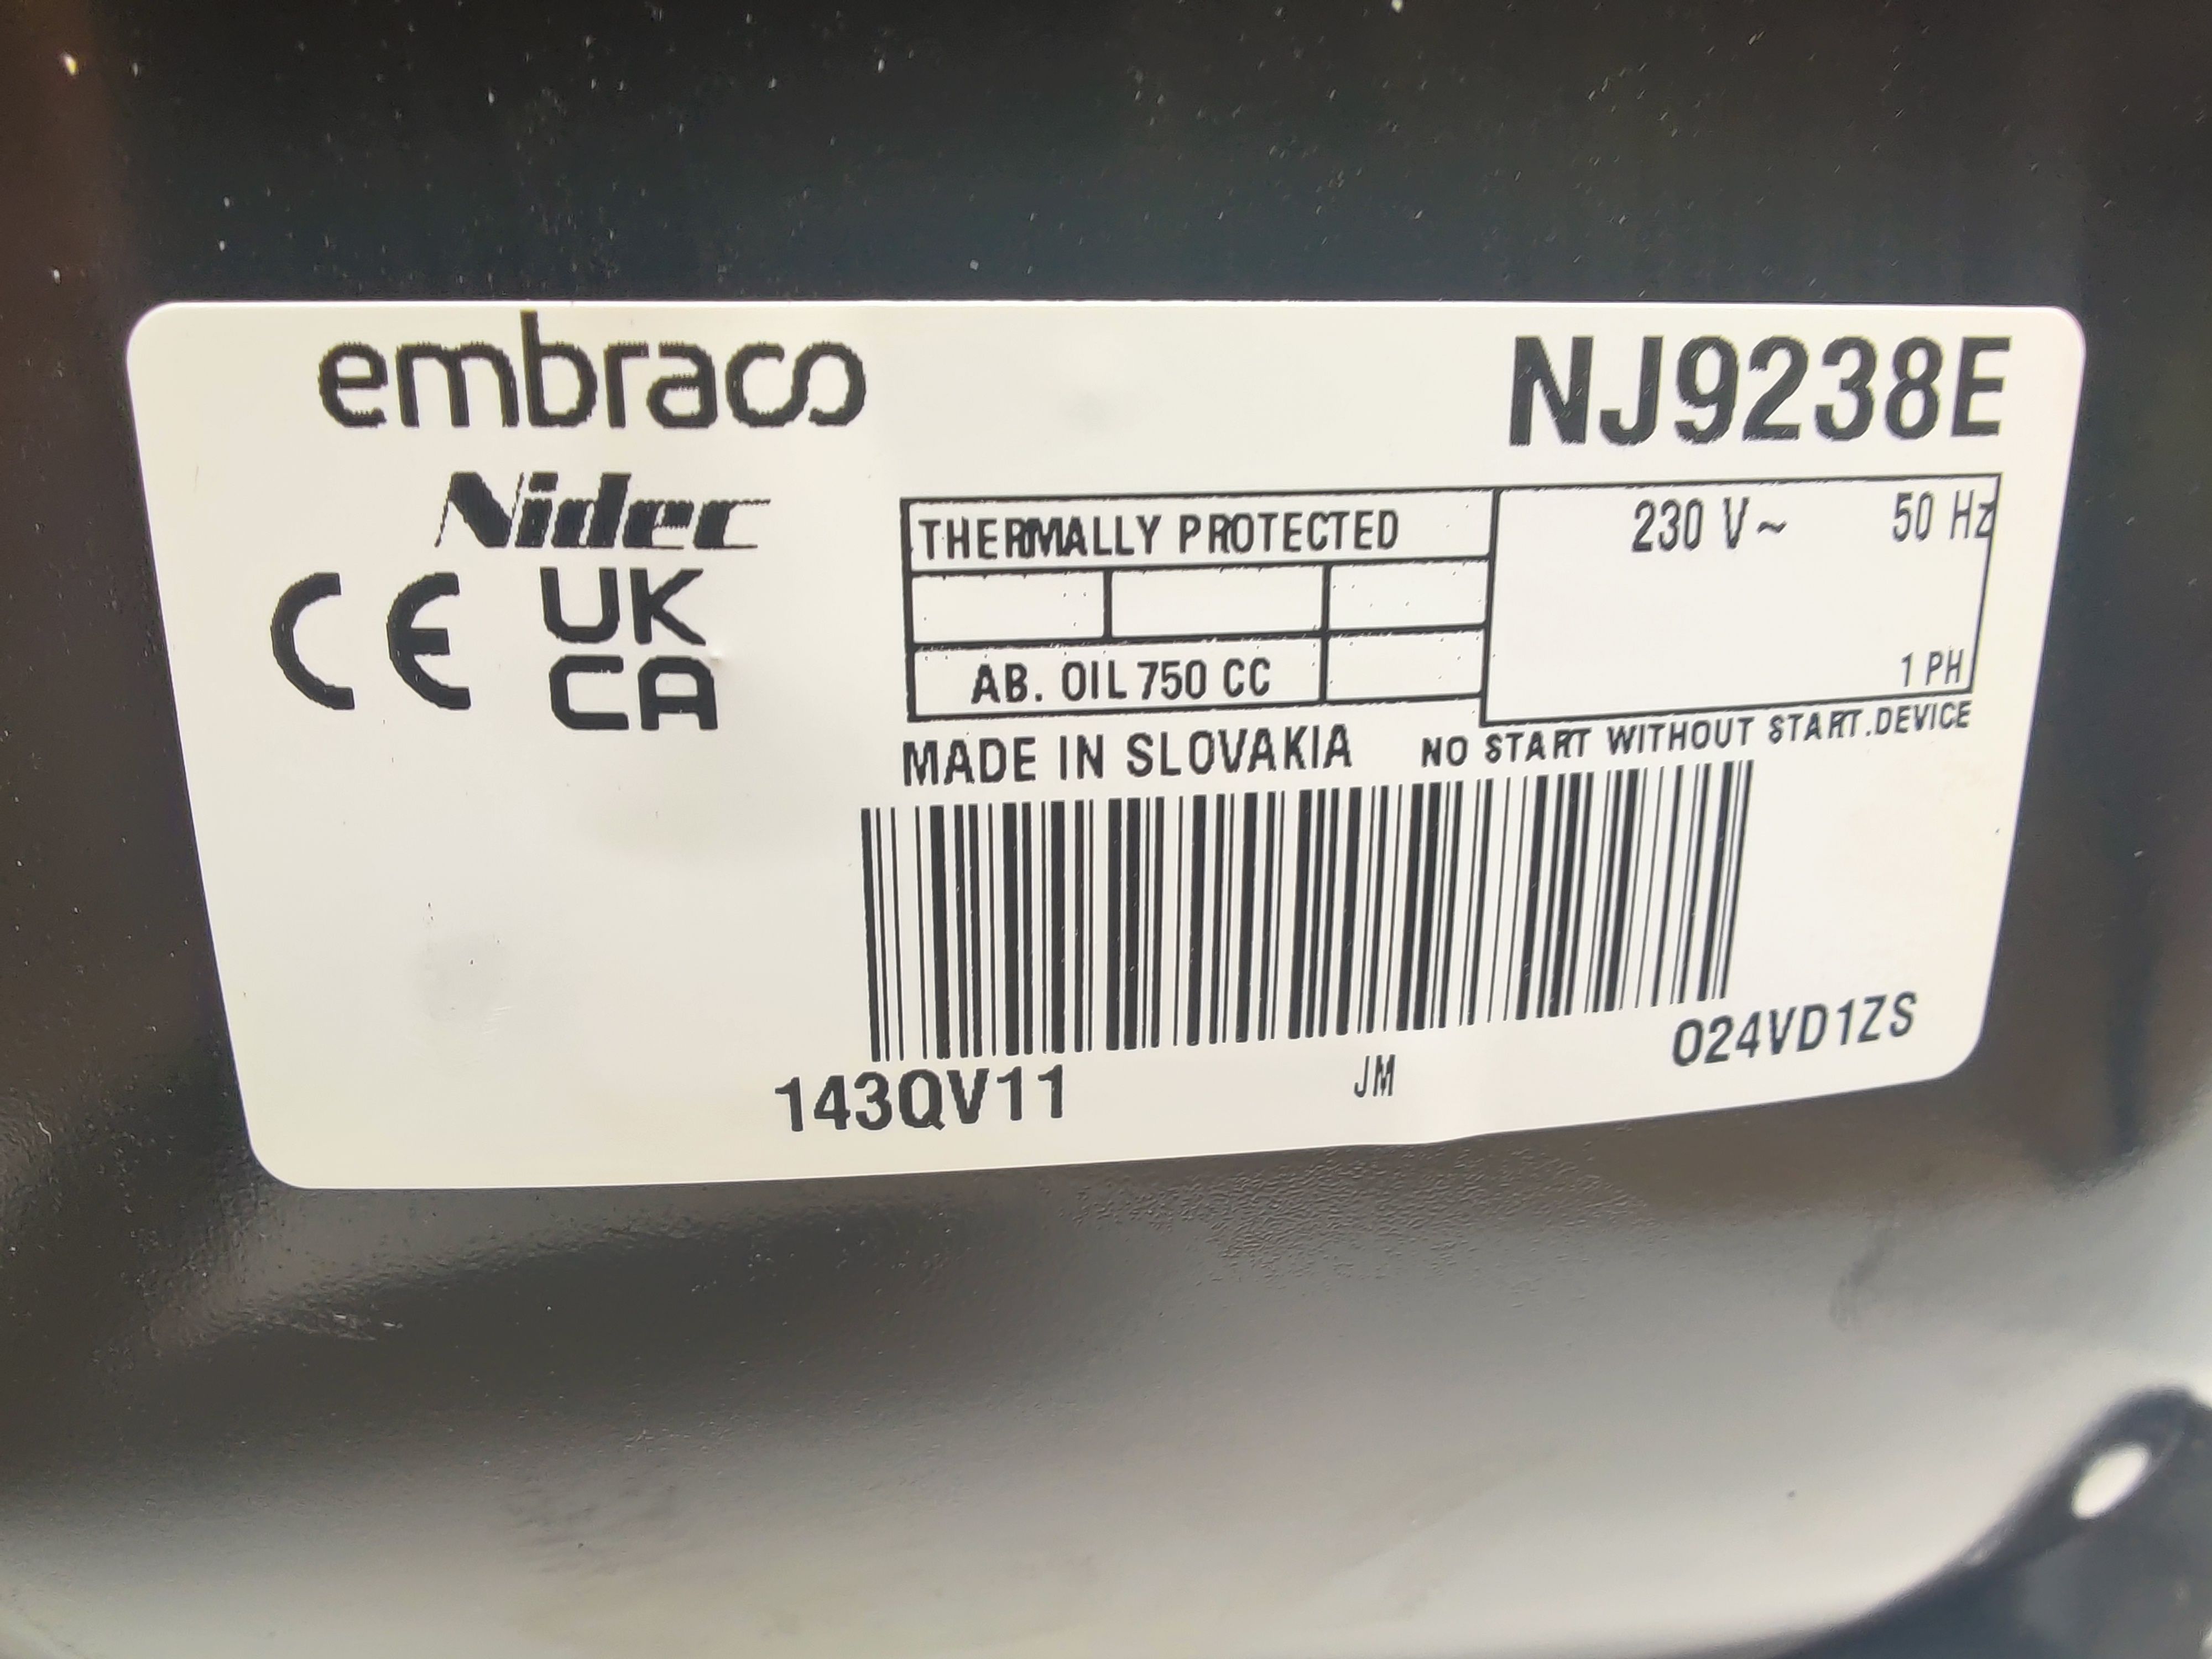 embraco
NJ9238E
Nidec
CE
UK
CA
THERMALLY PROTECTED
230 V~ 50 Hz
AB. OIL 750 CC
1 PH
MADE IN SLOVAKIA
NO START WITHOUT START.DEVICE
143QV11
JM
024VD1ZS